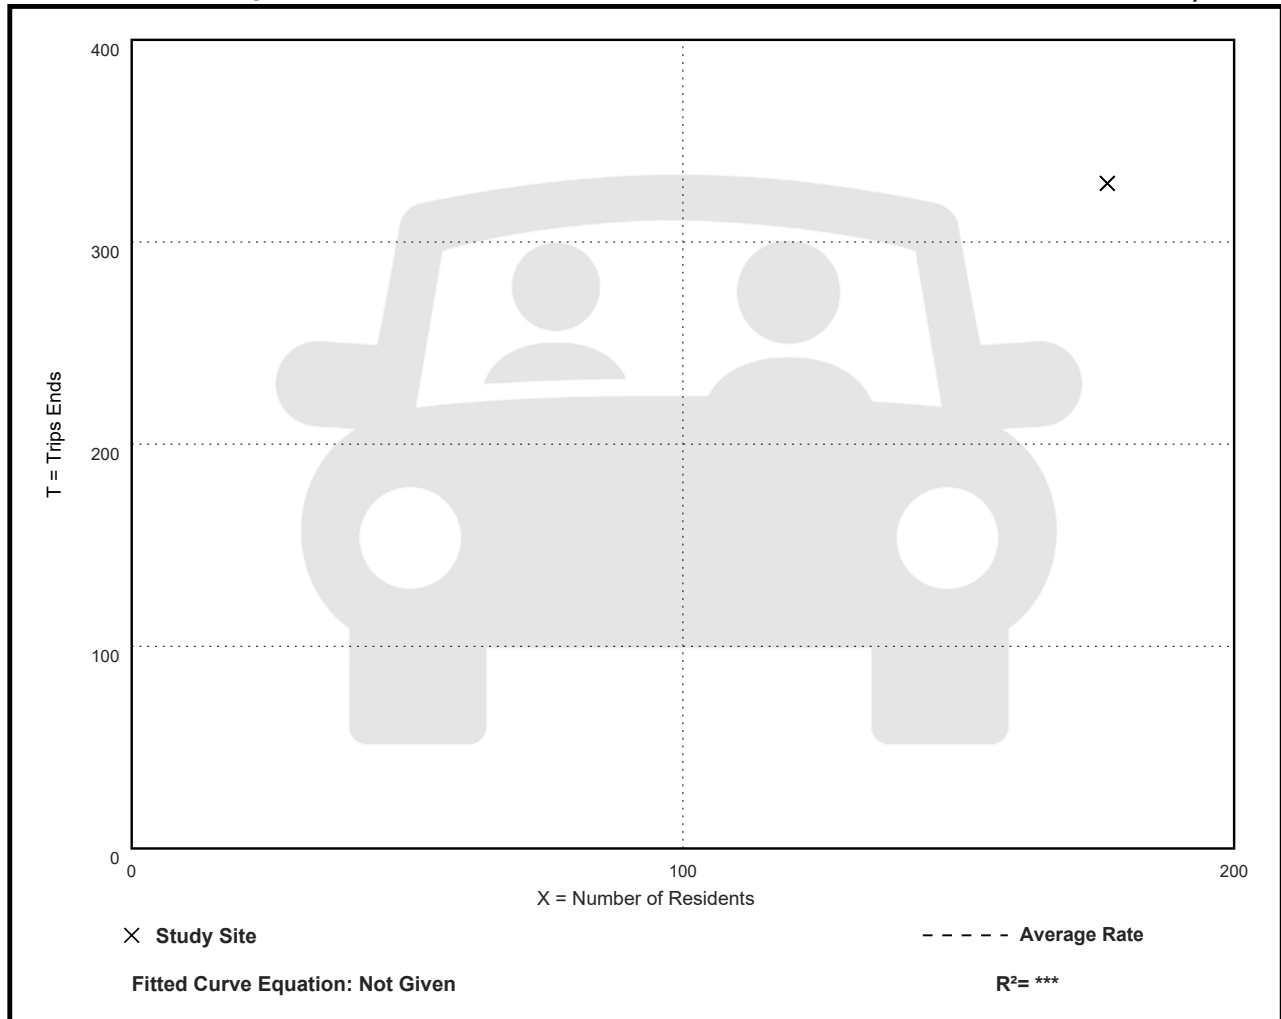 400
300
200
100
0
T = Trips Ends
0 100 200
X = Number of Residents
Study Site
Average Rate
Fitted Curve Equation: Not Given
R²= ***